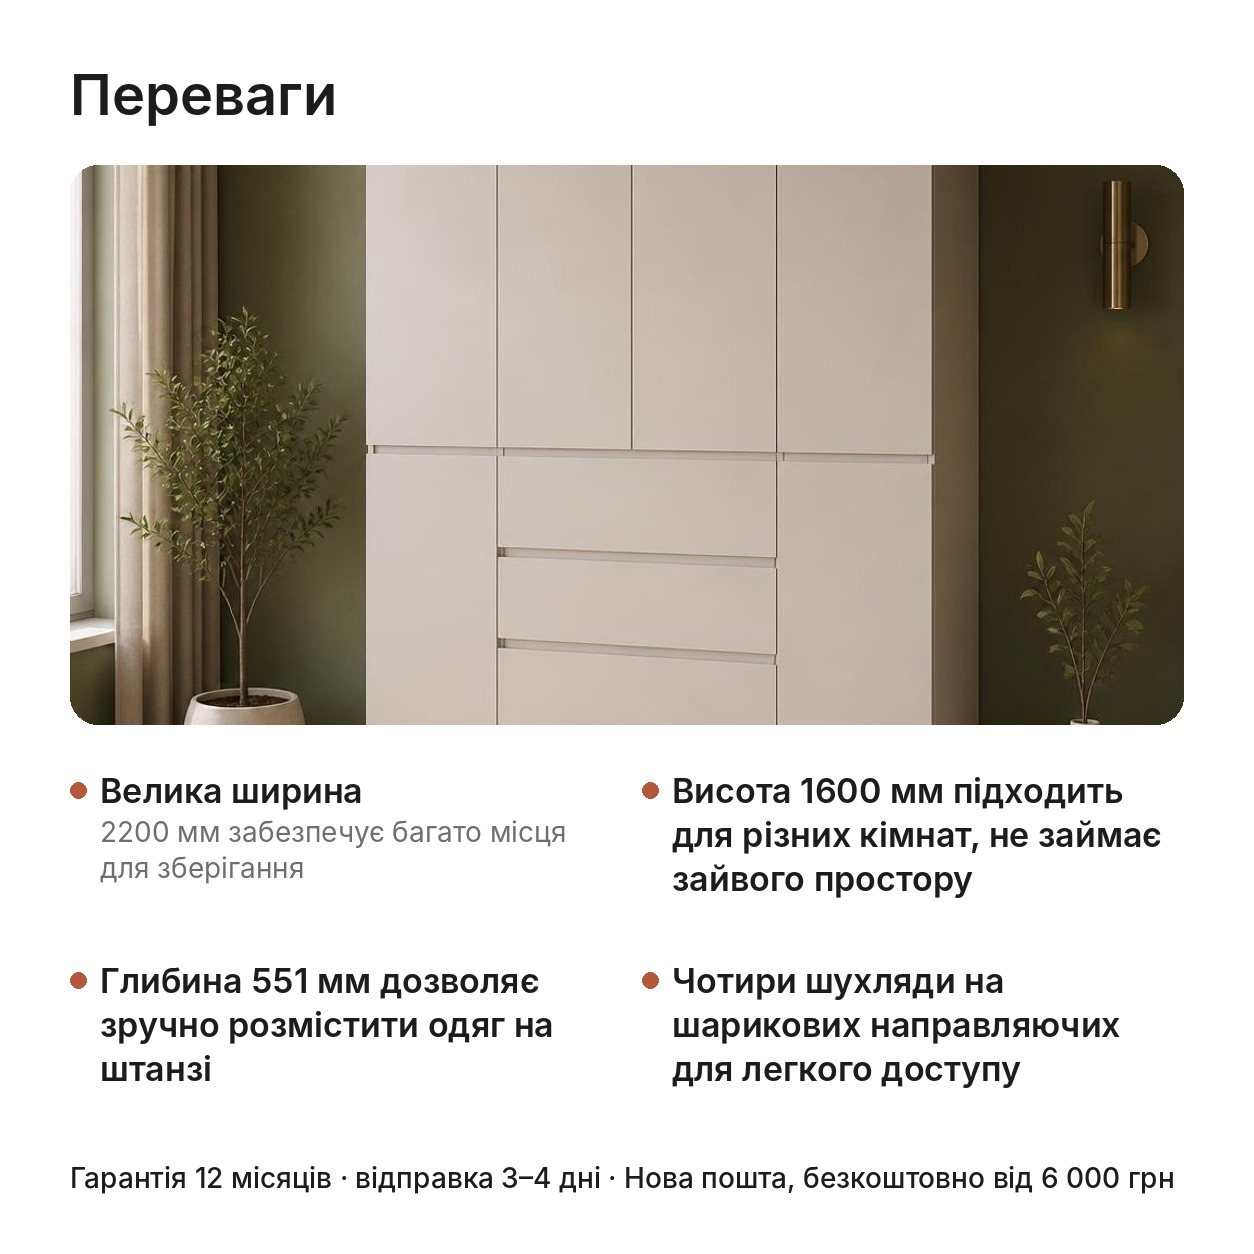 Переваги
Велика ширина
2200 мм забезпечує багато місця
для зберігання
Висота 1600 мм підходить
для різних кімнат, не займає
зайвого простору
Глибина 551 мм дозволяє
зручно розмістити одяг на
штанзі
Чотири шухляди на
шарикових направляючих
для легкого доступу
Гарантія 12 місяців · відправка 3–4 дні · Нова пошта, безкоштовно від 6 000 грн